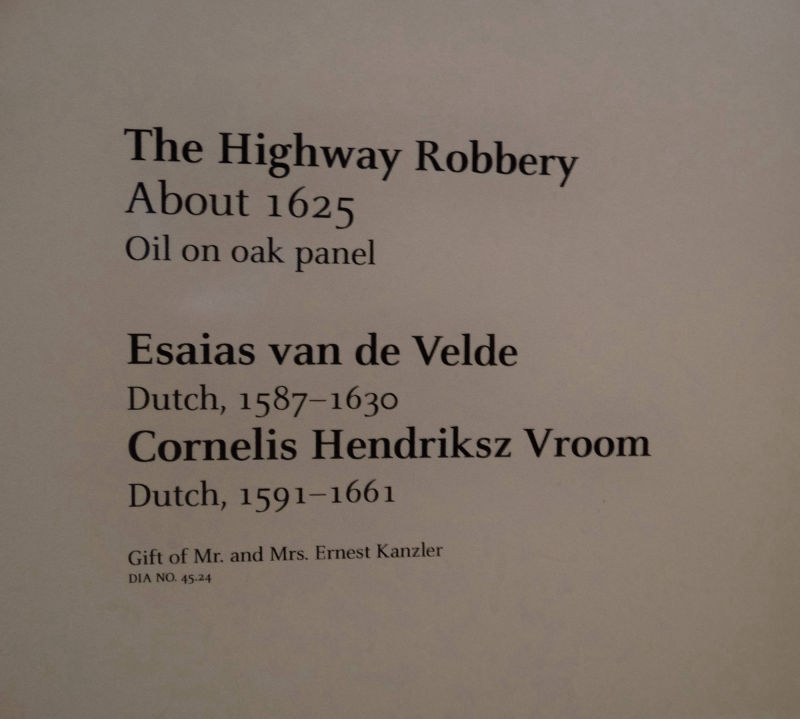 The Highway Robbery
About 1625
Oil on oak panel
Esaias van de Velde
Dutch, 1587–1630
Cornelis Hendriksz Vroom
Dutch, 1591–1661
Gift of Mr. and Mrs. Ernest Kanzler
DIA NO. 45.24